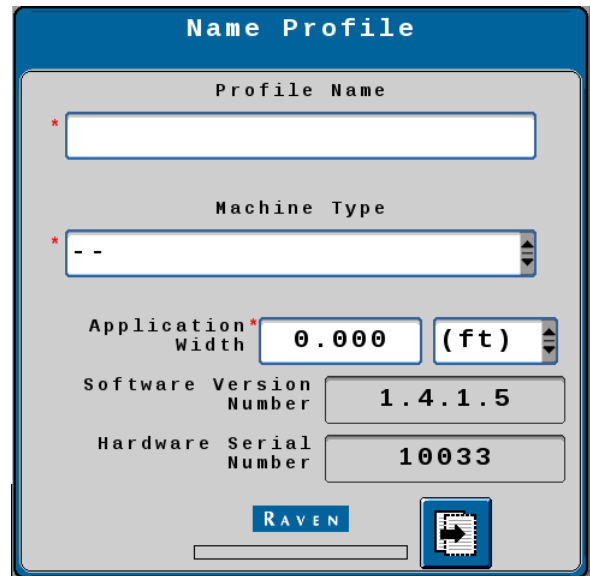 Name Profile
Profile Name
*
Machine Type
*
--
Application*
Width
0.000
(ft)
Software Version
Number
1.4.1.5
Hardware Serial
Number
10033
RAVEN